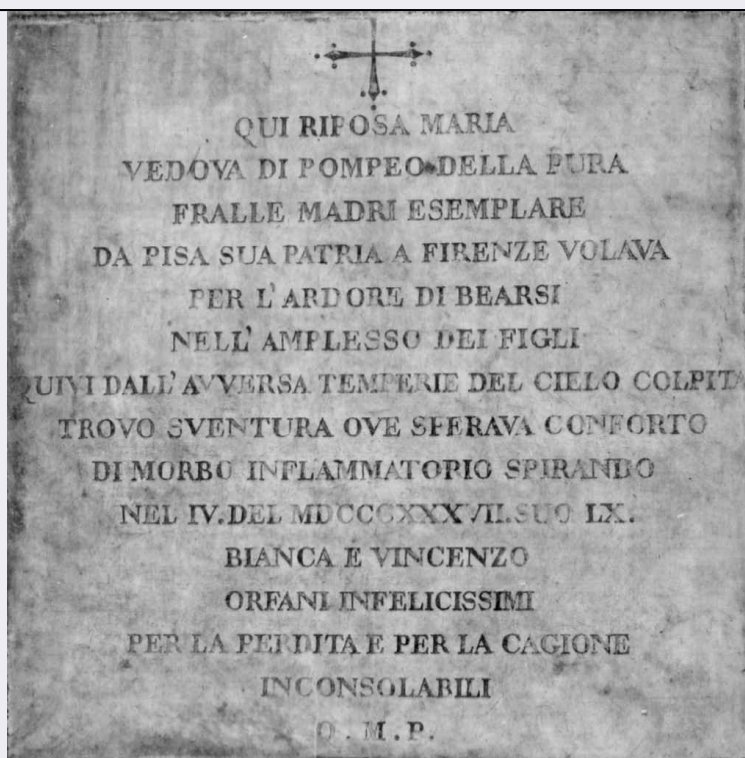 QUI RIPOSA MARIA
VEDOVA DI POMPEO DELLA PURA
FRALLE MADRI ESEMPLARE
DA PISA SUA PATRIA A FIRENZE VOLAVA
PER L'ARDORE DI BEARSI
NELL'AMPLESSO DEI FIGLI
QUIVI DALL'AVVERSA TEMPERIE DEL CIELO COLPITA
TROVO SVENTURA OVE SPERAVA CONFORTO
DI MORBO INFLAMMATORIO SPIRANDO
NEL IV. DEL MDCCCXXXVII. SUO LX.
BIANCA E VINCENZO
ORFANI INFELICISSIMI
PER LA PERDITA E PER LA CAGIONE
INCONSOLABILI
Q. M. P.